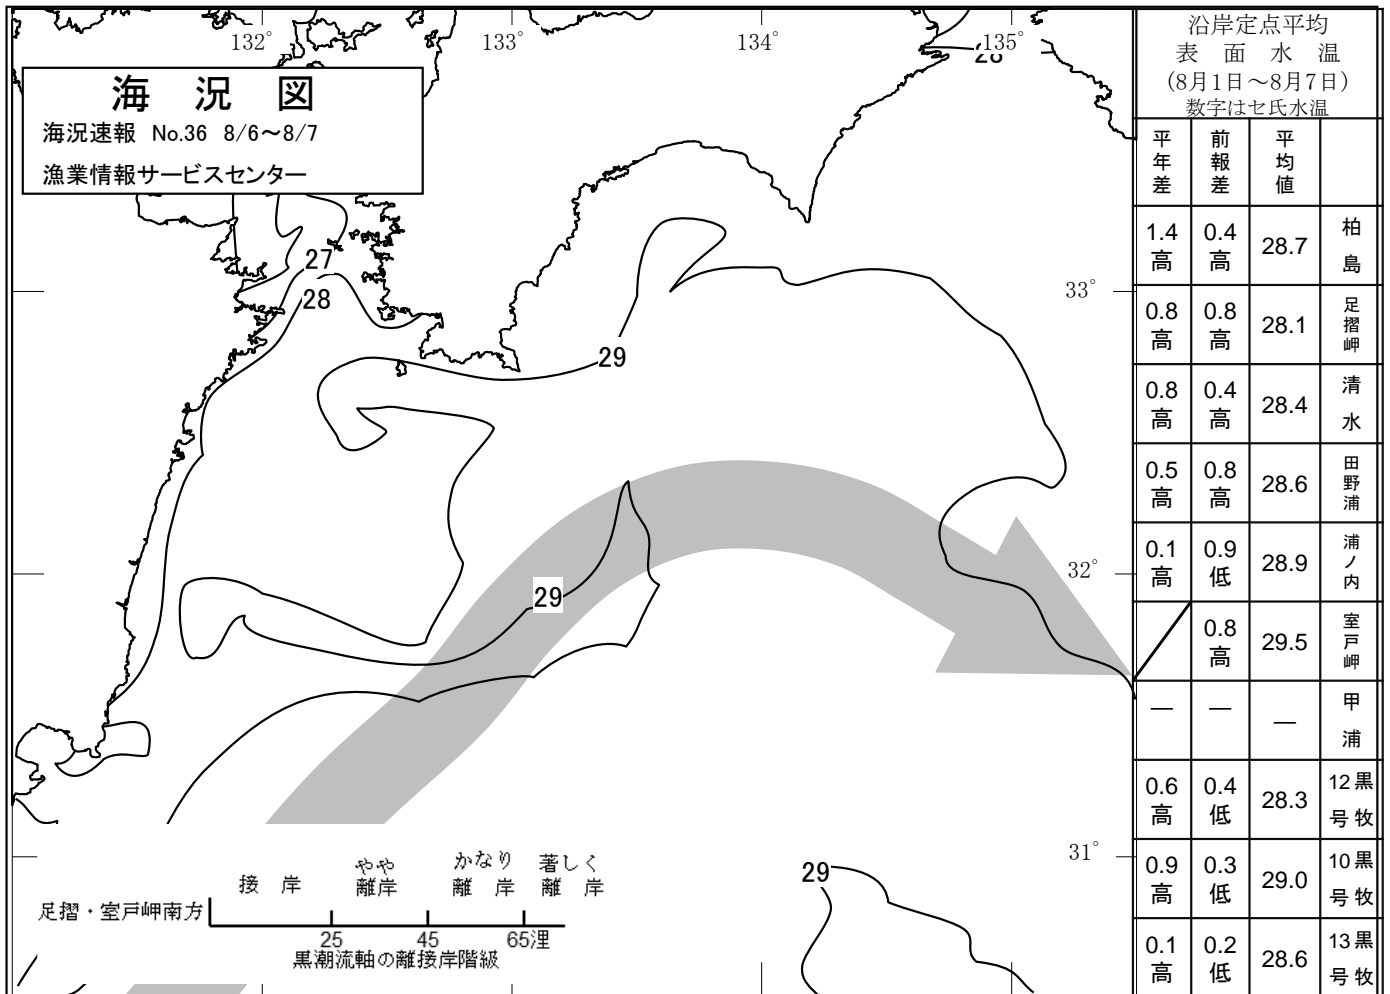 海 況 図
海況速報 No.36 8/6～8/7
漁業情報サービスセンター
132°
133°
134°
135°
28
27
28
29
29
29
33°
32°
31°
接 岸
やや
離岸
かなり
離 岸
著しく
離 岸
足摺・室戸岬南方
25 45 65浬
黒潮流軸の離接岸階級
沿岸定点平均
表 面 水 温
(8月1日～8月7日)
数字はセ氏水温
平年差 前報差 平均値
1.4高 0.4高 28.7 柏島
0.8高 0.8高 28.1 足摺岬
0.8高 0.4高 28.4 清水
0.5高 0.8高 28.6 田野浦
0.1高 0.9低 28.9 浦ノ内
0.8高 29.5 室戸岬
— — — 甲浦
0.6高 0.4低 28.3 黒牧12号
0.9高 0.3低 29.0 黒牧10号
0.1高 0.2低 28.6 黒牧13号